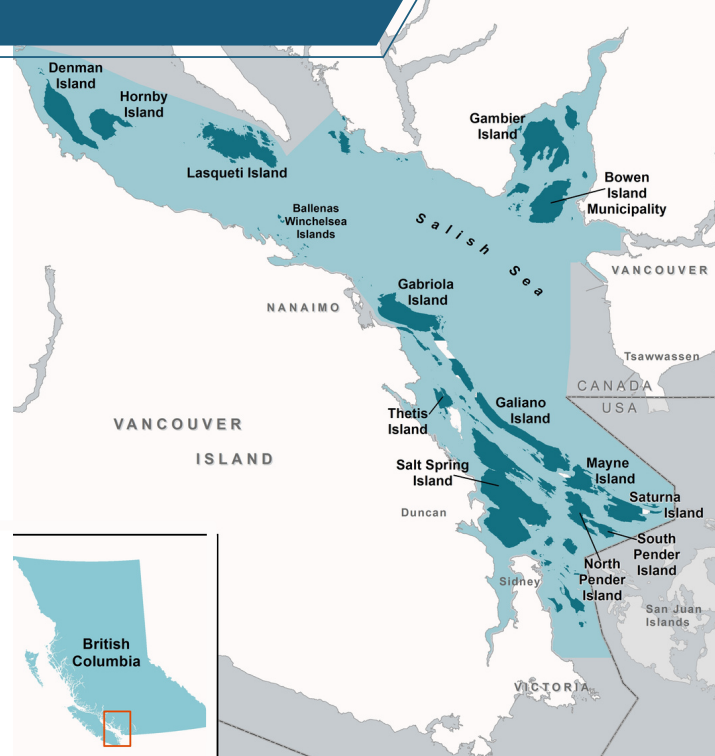 Denman
Island
Hornby
Island
Lasqueti Island
Gambier
Island
Bowen
Island
Municipality
Ballenas
Winchelsea
Islands
Salish Sea
VANCOUVER
Gabriola
Island
NANAIMO
Tsawwassen
CANADA
USA
Galiano
Island
Thetis
Island
VANCOUVER
ISLAND
Mayne
Island
Salt Spring
Island
Saturna
Island
Duncan
South
Pender
Island
North
Pender
Island
Sidney
San Juan
Islands
British
Columbia
VICTORIA